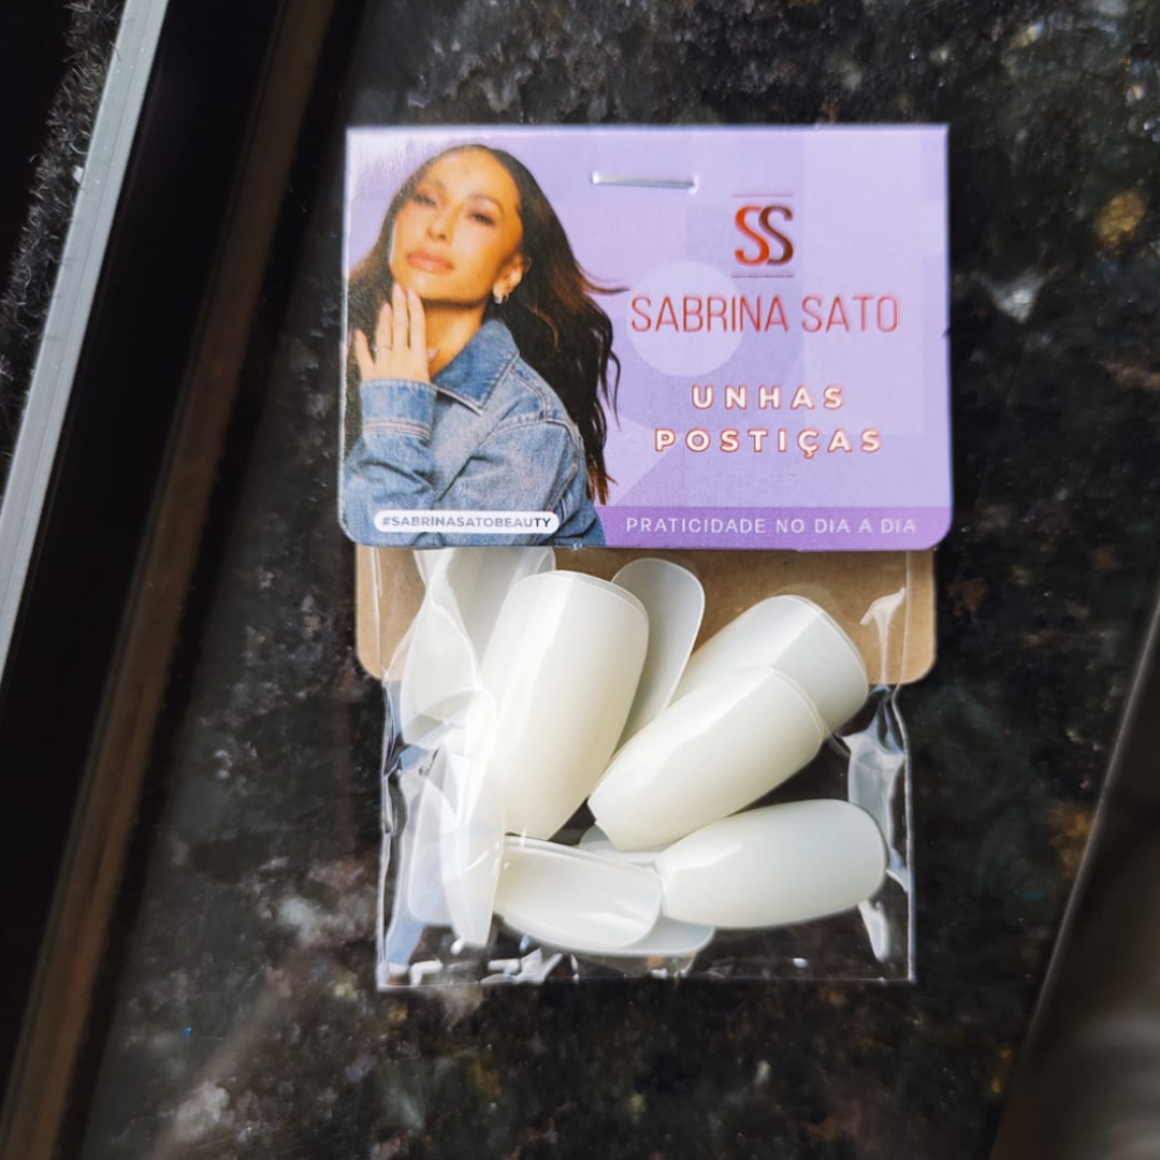 SS
SABRINA SATO
UNHAS
POSTIÇAS
#SABRINASATOBEAUTY
PRATICIDADE NO DIA A DIA